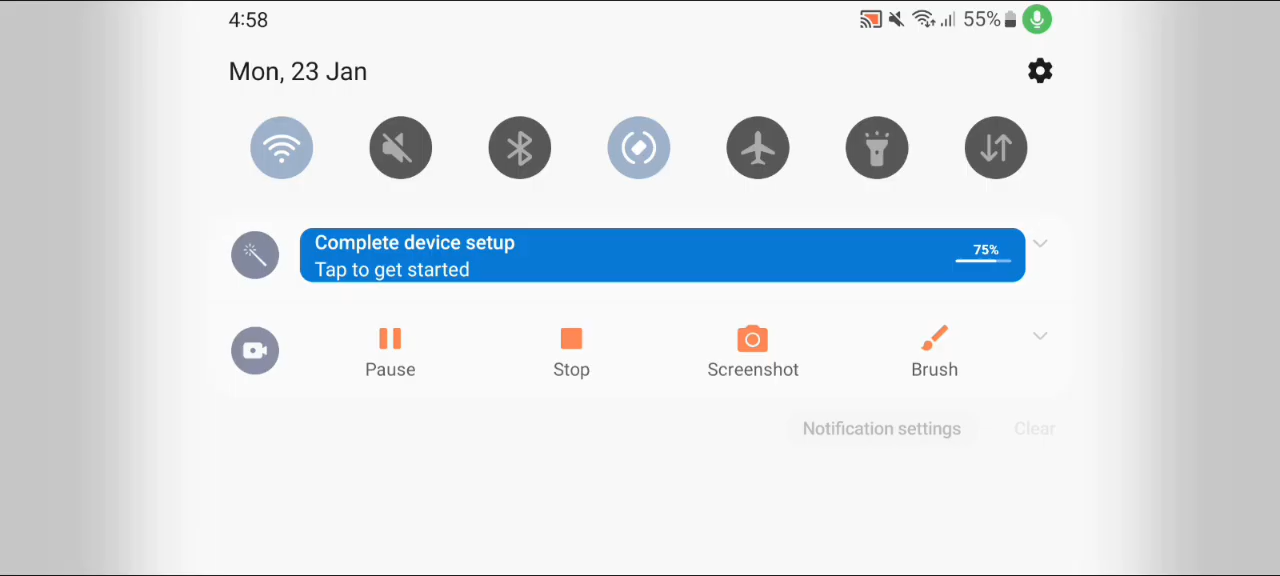 4:58
55%
Mon, 23 Jan
Complete device setup
Tap to get started
75%
Pause
Stop
Screenshot
Brush
Notification settings
Clear